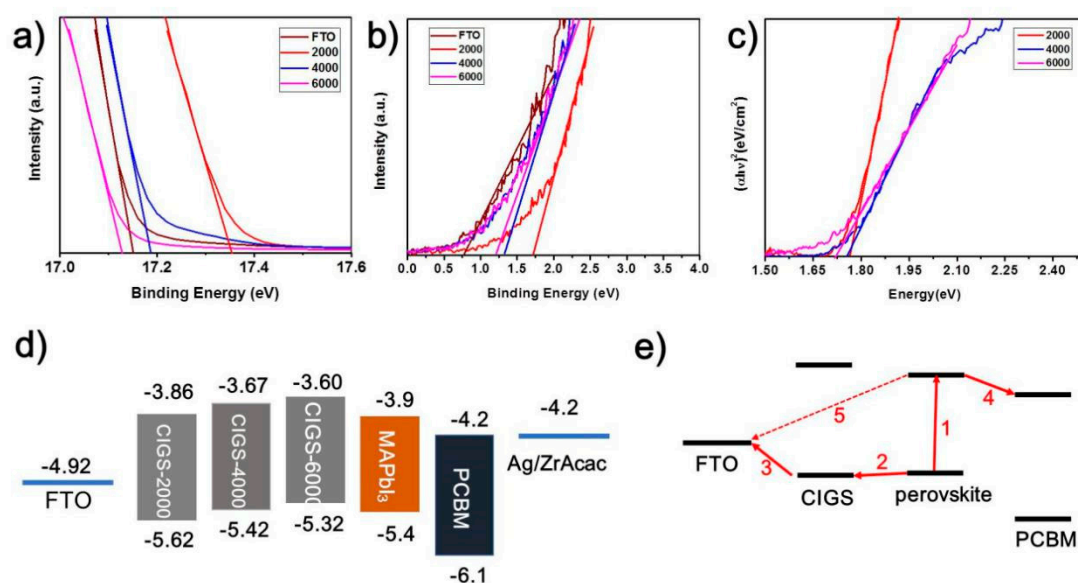 a)
FTO
2000
4000
6000
Intensity (a.u.)
17.0 17.2 17.4 17.6
Binding Energy (eV)
b)
FTO
2000
4000
6000
Intensity (a.u.)
0.0 0.5 1.0 1.5 2.0 2.5 3.0 3.5 4.0
Binding Energy (eV)
c)
2000
4000
6000
(αhν)²(eV/cm²)
1.50 1.65 1.80 1.95 2.10 2.25 2.40
Energy(eV)
d)
-4.92
FTO
-3.86
CIGS-2000
-5.62
-3.67
CIGS-4000
-5.42
-3.60
CIGS-6000
-5.32
-3.9
MAPbI₃
-5.4
-4.2
PCBM
-6.1
-4.2
Ag/ZrAcac
e)
FTO
CIGS
perovskite
PCBM
1
2
3
4
5